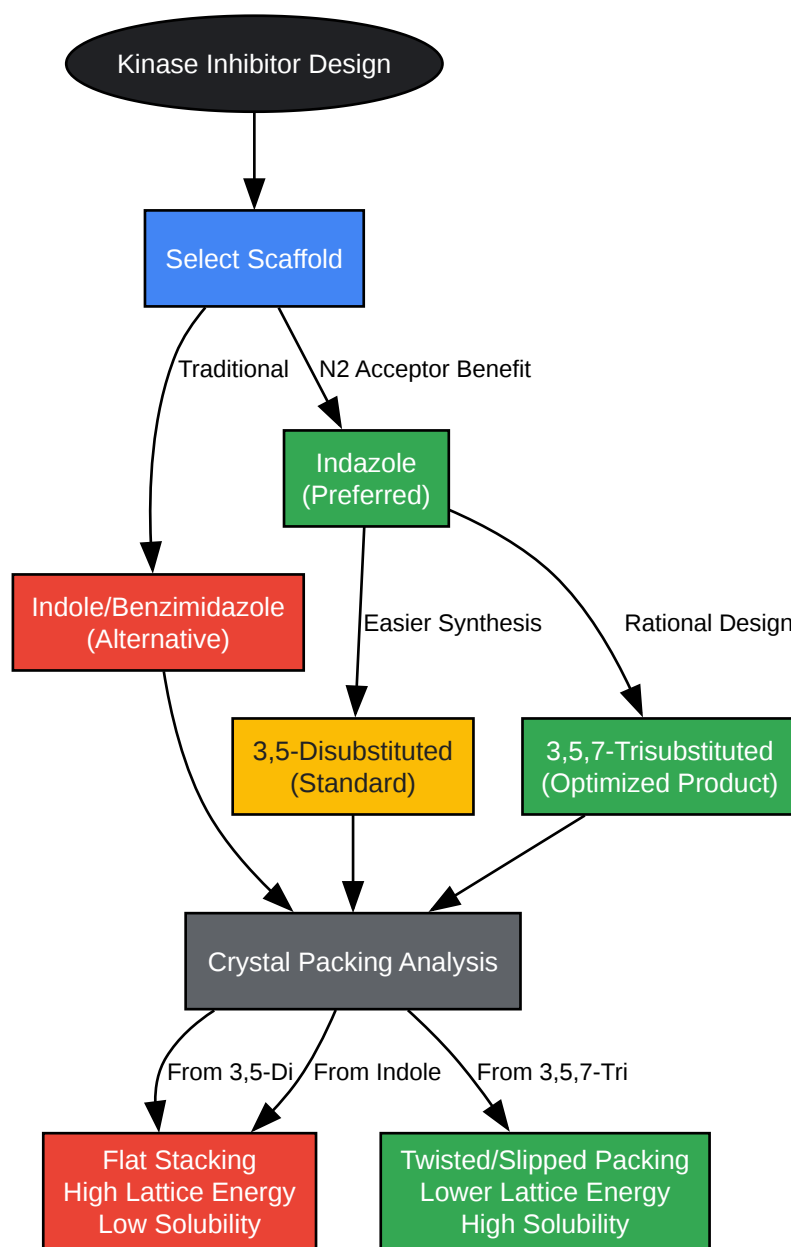 Kinase Inhibitor Design
Select Scaffold
Traditional
N2 Acceptor Benefit
Indazole
(Preferred)
Indole/Benzimidazole
(Alternative)
Easier Synthesis
Rational Design
3,5-Disubstituted
(Standard)
3,5,7-Trisubstituted
(Optimized Product)
Crystal Packing Analysis
From 3,5-Di
From Indole
From 3,5,7-Tri
Flat Stacking
High Lattice Energy
Low Solubility
Twisted/Slipped Packing
Lower Lattice Energy
High Solubility